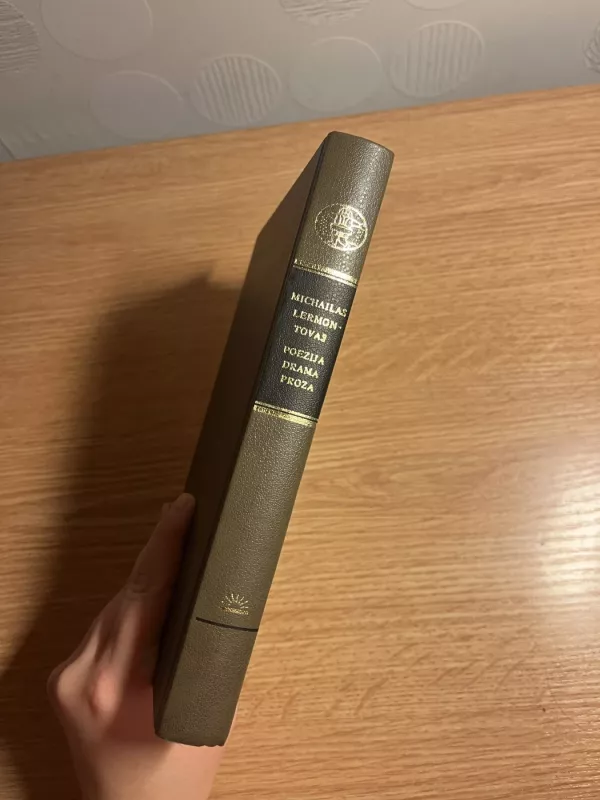 MICHAILAS
LERMON-
TOVAS
POEZIJA
DRAMA
PROZA